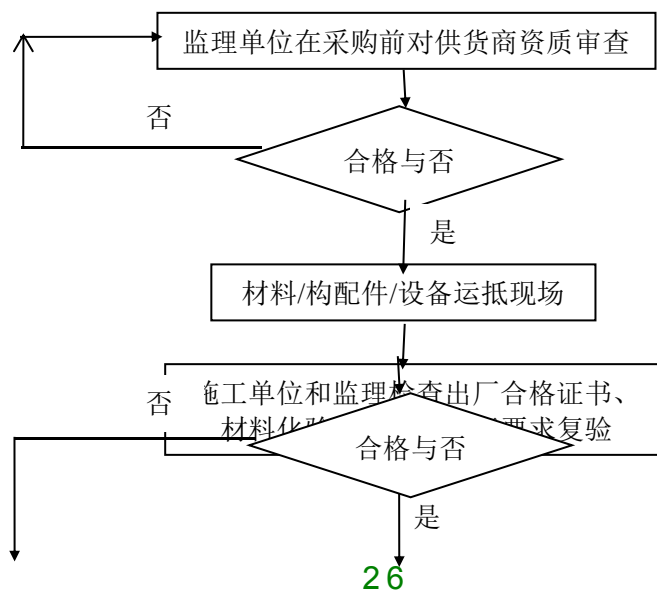 监理单位在采购前对供货商资质审查
否
合格与否
是
材料/构配件/设备运抵现场
否
施工单位和监理检查出厂合格证书、
材料化验 要求复验
合格与否
是
26